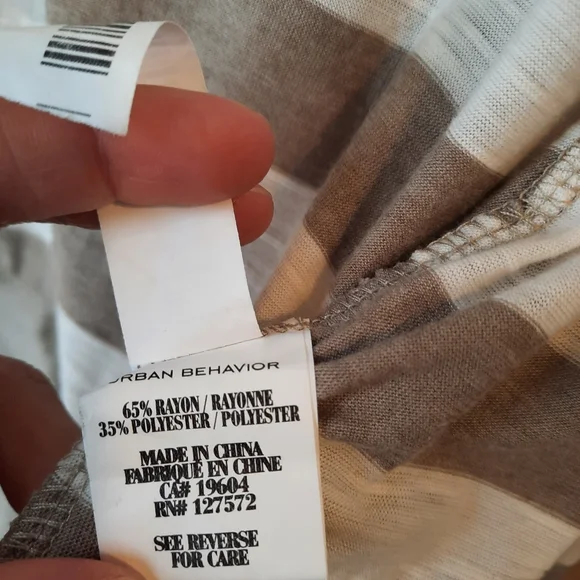 URBAN BEHAVIOR
65% RAYON / RAYONNE
35% POLYESTER / POLYESTER
MADE IN CHINA
FABRIQUÉ EN CHINE
CA# 19604
RN# 127572
SEE REVERSE
FOR CARE